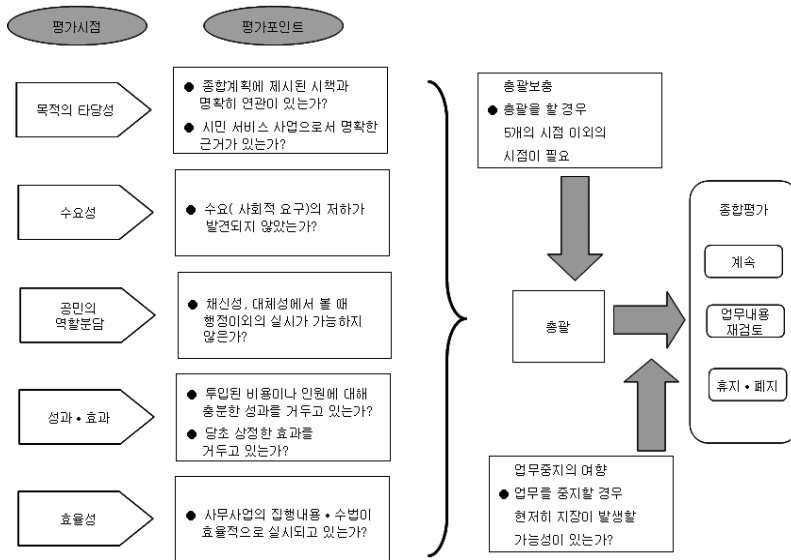 평가시점
평가포인트
목적의 타당성
● 종합계획에 제시된 시책과
명확히 연관이 있는가?
● 시민 서비스 사업으로서 명확한
근거가 있는가?
수요성
● 수요( 사회적 요구)의 저하가
발견되지 않았는가?
공민의
역할분담
● 채신성, 대체성에서 볼 때
행정이외의 실시가 가능하지
않은가?
성과 • 효과
● 투입된 비용이나 인원에 대해
충분한 성과를 거두고 있는가?
● 당초 상정한 효과를
거두고 있는가?
효율성
● 사무사업의 집행내용 • 수법이
효율적으로 실시되고 있는가?
총괄보충
● 총괄을 할 경우
5개의 시점 이외의
시점이 필요
총괄
업무중지의 여향
● 업무를 중지할 경우
현저히 지장이 발생할
가능성이 있는가?
종합평가
계속
업무내용
재검토
휴지 • 폐지